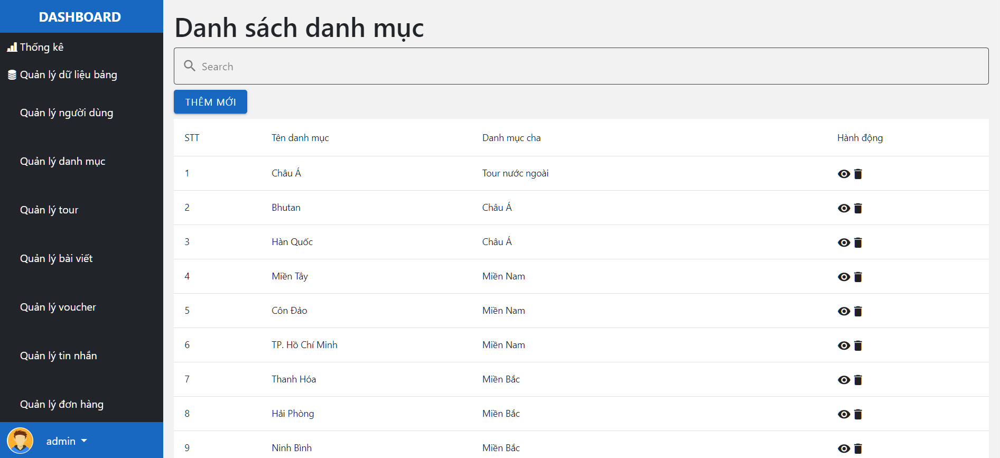 DASHBOARD
Thống kê
Quản lý dữ liệu bảng
Quản lý người dùng
Quản lý danh mục
Quản lý tour
Quản lý bài viết
Quản lý voucher
Quản lý tin nhắn
Quản lý đơn hàng
admin
Danh sách danh mục
Search
THÊM MỚI
STT Tên danh mục Danh mục cha Hành động
1 Châu Á Tour nước ngoài
2 Bhutan Châu Á
3 Hàn Quốc Châu Á
4 Miền Tây Miền Nam
5 Côn Đảo Miền Nam
6 TP. Hồ Chí Minh Miền Nam
7 Thanh Hóa Miền Bắc
8 Hải Phòng Miền Bắc
9 Ninh Bình Miền Bắc